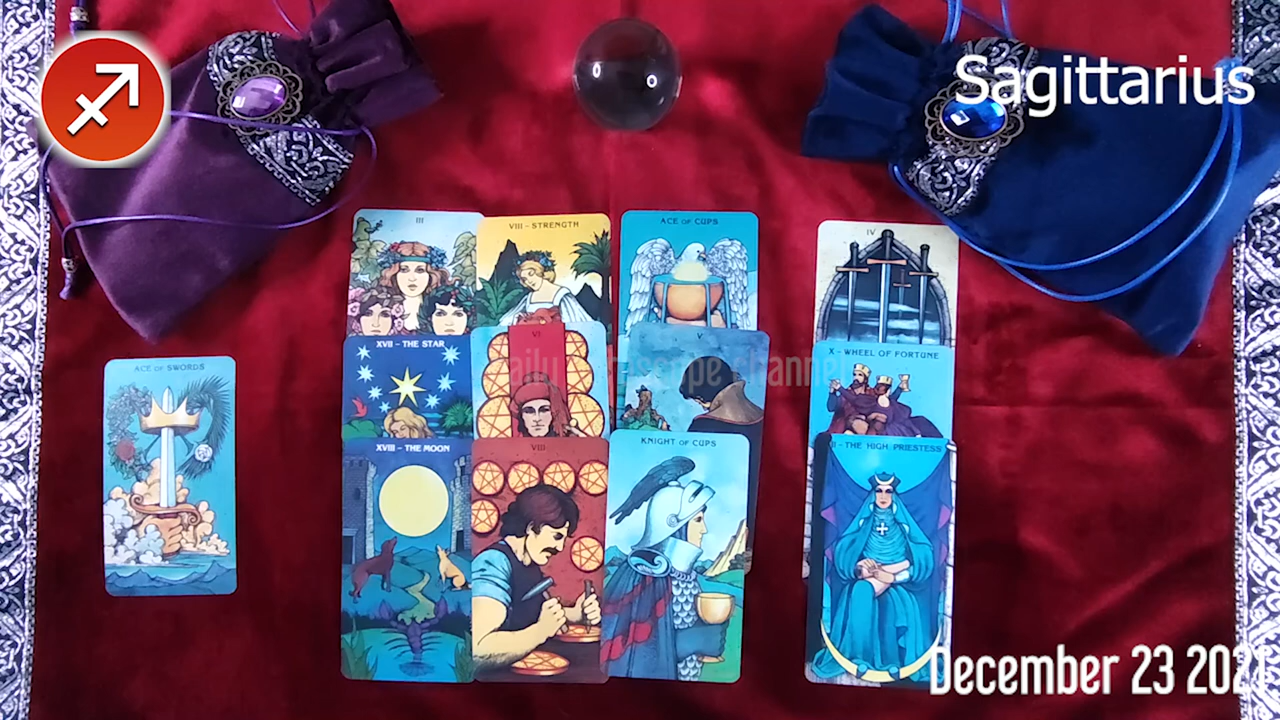 Sagittarius
III
VIII - STRENGTH
ACE OF CUPS
IV
XVII - THE STAR
VI
V
X - WHEEL OF FORTUNE
ACE OF SWORDS
XVIII - THE MOON
VIII
KNIGHT OF CUPS
II - THE HIGH PRIESTESS
channel
December 23 2021